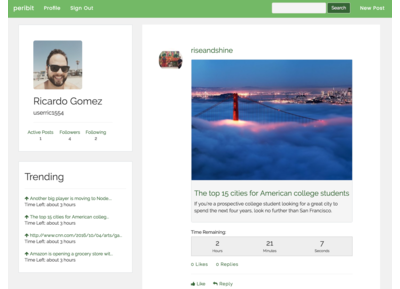 peribit Profile Sign Out Search New Post
Ricardo Gomez
userric1554
Active Posts Followers Following
1 4 2
Trending
Another big player is moving to Node...
Time Left: about 3 hours
The top 15 cities for American colleg...
Time Left: about 3 hours
http://www.cnn.com/2016/10/04/arts/ga...
Time Left: about 3 hours
Amazon is opening a grocery store wit...
Time Left: about 3 hours
riseandshine
The top 15 cities for American college students
If you're a prospective college student looking for a great city to
spend the next four years, look no further than San Francisco.
Time Remaining:
2 21 7
Hours Minutes Seconds
0 Likes 0 Replies
Like Reply